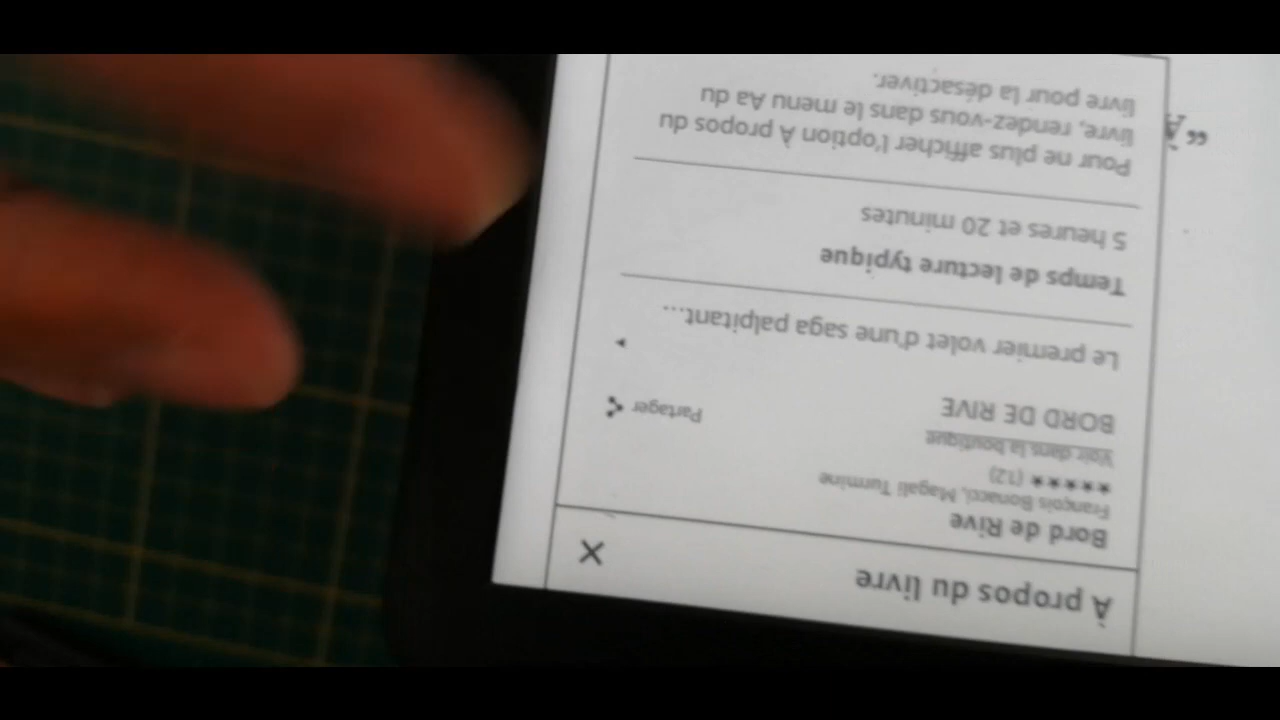 À propos du livre
Bord de Rive
François Bonacci, Magali Turmine
★★★★★ (12)
Voir dans la boutique
BORD DE RIVE
Partager
Le premier volet d'une saga palpitant...
Temps de lecture typique
5 heures et 20 minutes
Pour ne plus afficher l'option À propos du
livre, rendez-vous dans le menu Aa du
livre pour la désactiver.
“À